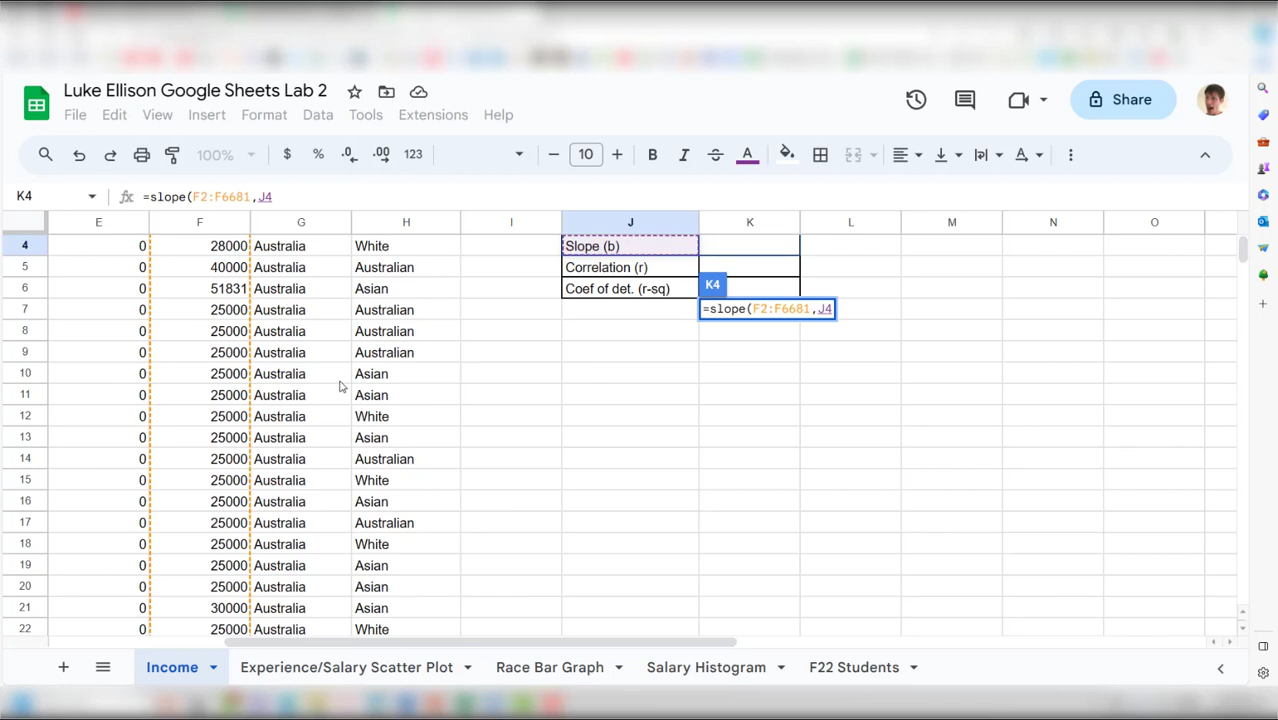 Luke Ellison Google Sheets Lab 2
File Edit View Insert Format Data Tools Extensions Help
Share
100% $ % .0 .00 123 10 B I S A A
K4 =slope(F2:F6681,J4
E F G H I J K L M N O
4 0 28000 Australia White Slope (b)
5 0 40000 Australia Australian Correlation (r)
6 0 51831 Australia Asian Coef of det. (r-sq) K4
7 0 25000 Australia Australian =slope(F2:F6681,J4
8 0 25000 Australia Australian
9 0 25000 Australia Australian
10 0 25000 Australia Asian
11 0 25000 Australia Asian
12 0 25000 Australia White
13 0 25000 Australia Asian
14 0 25000 Australia Australian
15 0 25000 Australia White
16 0 25000 Australia Asian
17 0 25000 Australia Australian
18 0 25000 Australia White
19 0 25000 Australia Asian
20 0 25000 Australia Asian
21 0 30000 Australia Asian
22 0 25000 Australia White
Income Experience/Salary Scatter Plot Race Bar Graph Salary Histogram F22 Students